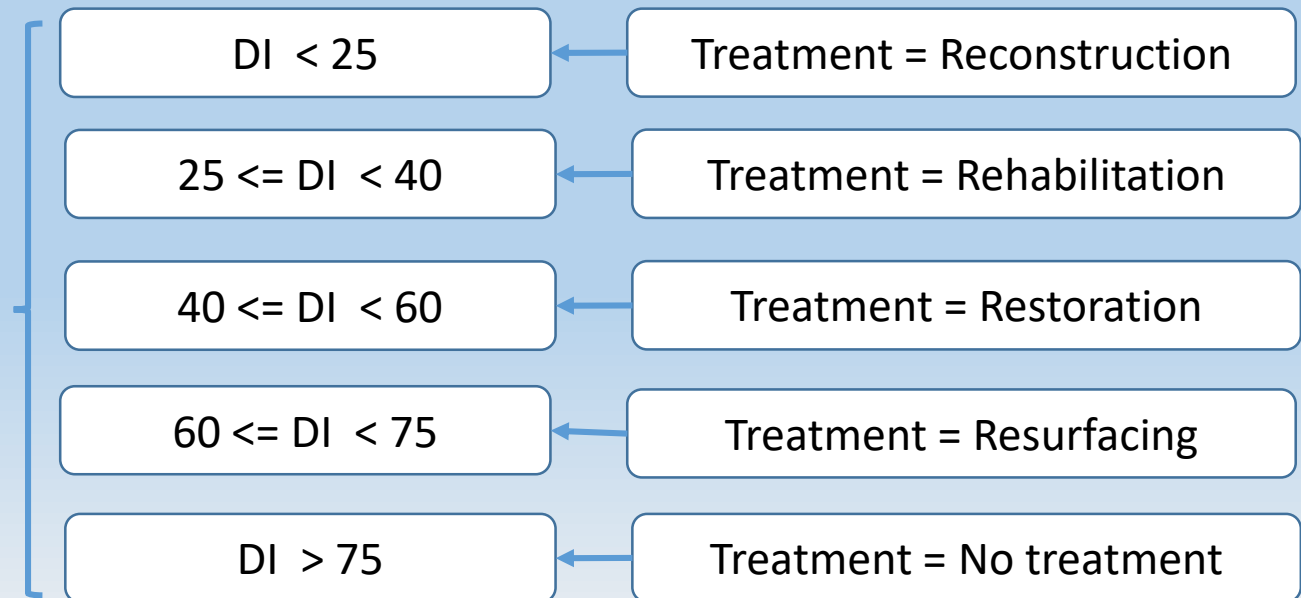 DI < 25
Treatment = Reconstruction
25 <= DI < 40
Treatment = Rehabilitation
40 <= DI < 60
Treatment = Restoration
60 <= DI < 75
Treatment = Resurfacing
DI > 75
Treatment = No treatment